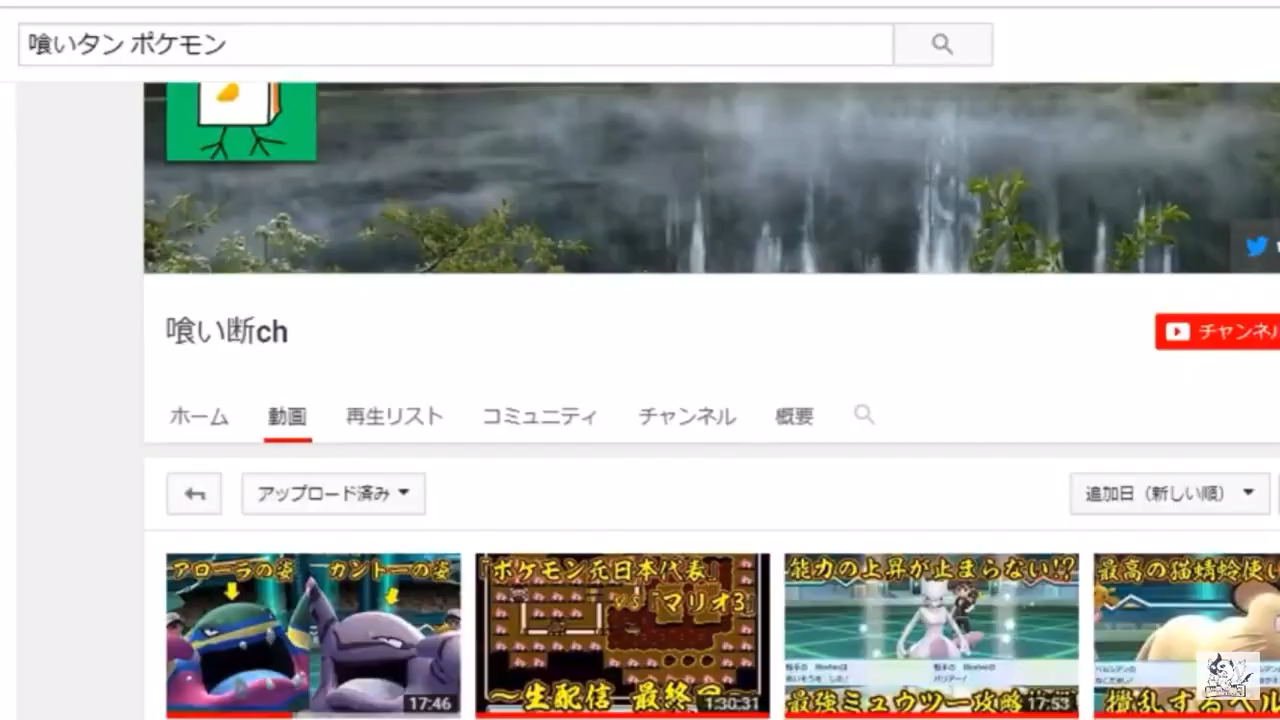 喰いタン ポケモン
喰い断ch
チャンネル
ホーム 動画 再生リスト コミュニティ チャンネル 概要
アップロード済み
追加日（新しい順）
アローラの姿 カントーの姿
17:46
『ポケモン元日本代表』
VS『マリオ3』
～生配信 最終
1:30:31
能力の上昇が止まらない!?
最強ミュウツー攻略
17:53
最高の猫蜻蛉使い
攪乱するペル